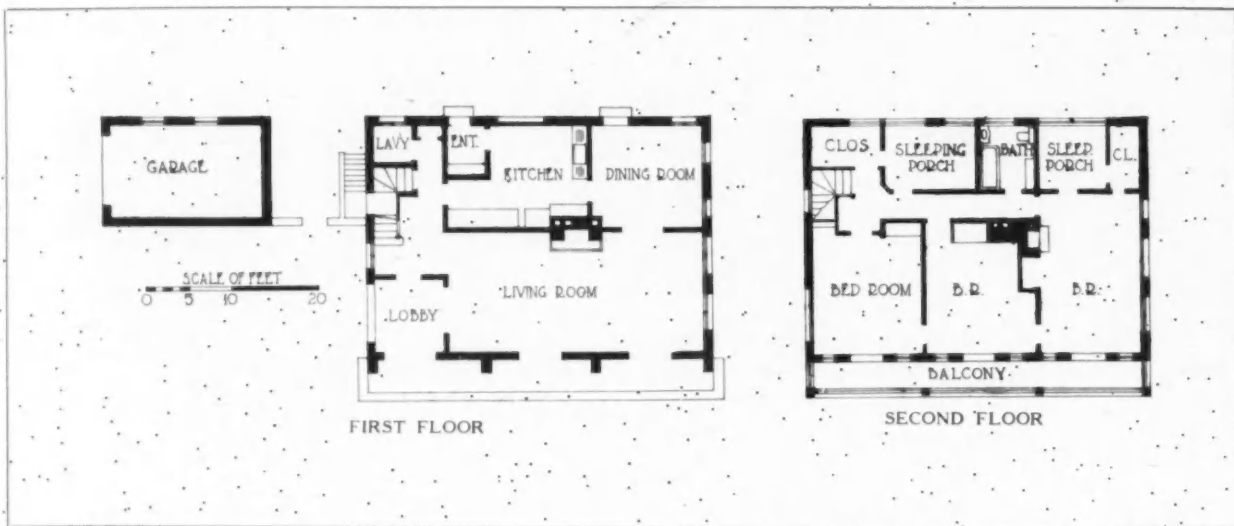 GARAGE
SCALE OF FEET
0 5 10 20
LAVY
ENT.
KITCHEN
DINING ROOM
LIVING ROOM
LOBBY
FIRST FLOOR
CLOS.
SLEEPING
PORCH
BATH
SLEEP.
PORCH
CL.
BED ROOM
B.R.
B.R.
BALCONY
SECOND FLOOR